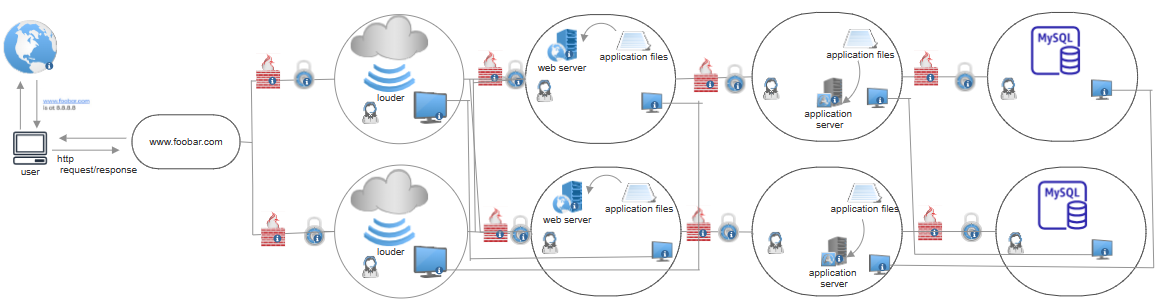 www.foobar.com
is at 8.8.8.8
user
http
request/response
www.foobar.com
louder
web server
application files
application files
application
server
MySQL
louder
web server
application files
application files
application
server
MySQL